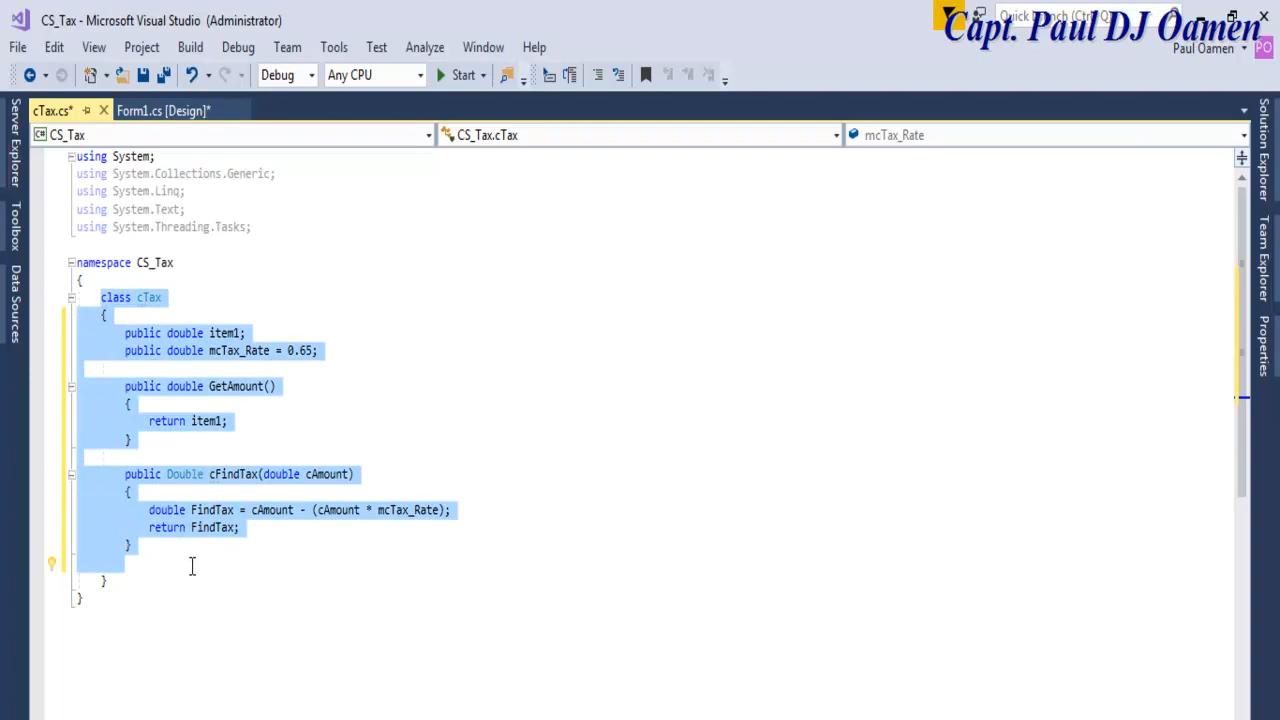 CS_Tax - Microsoft Visual Studio (Administrator)
Quick Launch (Ctrl+Q)
Capt. Paul DJ Oamen
File Edit View Project Build Debug Team Tools Test Analyze Window Help
Paul Oamen
PO
Debug Any CPU Start
cTax.cs* Form1.cs [Design]*
CS_Tax CS_Tax.cTax mcTax_Rate
Server Explorer
Toolbox
Data Sources
using System;
using System.Collections.Generic;
using System.Linq;
using System.Text;
using System.Threading.Tasks;
namespace CS_Tax
{
class cTax
{
public double item1;
public double mcTax_Rate = 0.65;
public double GetAmount()
{
return item1;
}
public Double cFindTax(double cAmount)
{
double FindTax = cAmount - (cAmount * mcTax_Rate);
return FindTax;
}
}
}
Solution Explorer
Team Explorer
Properties